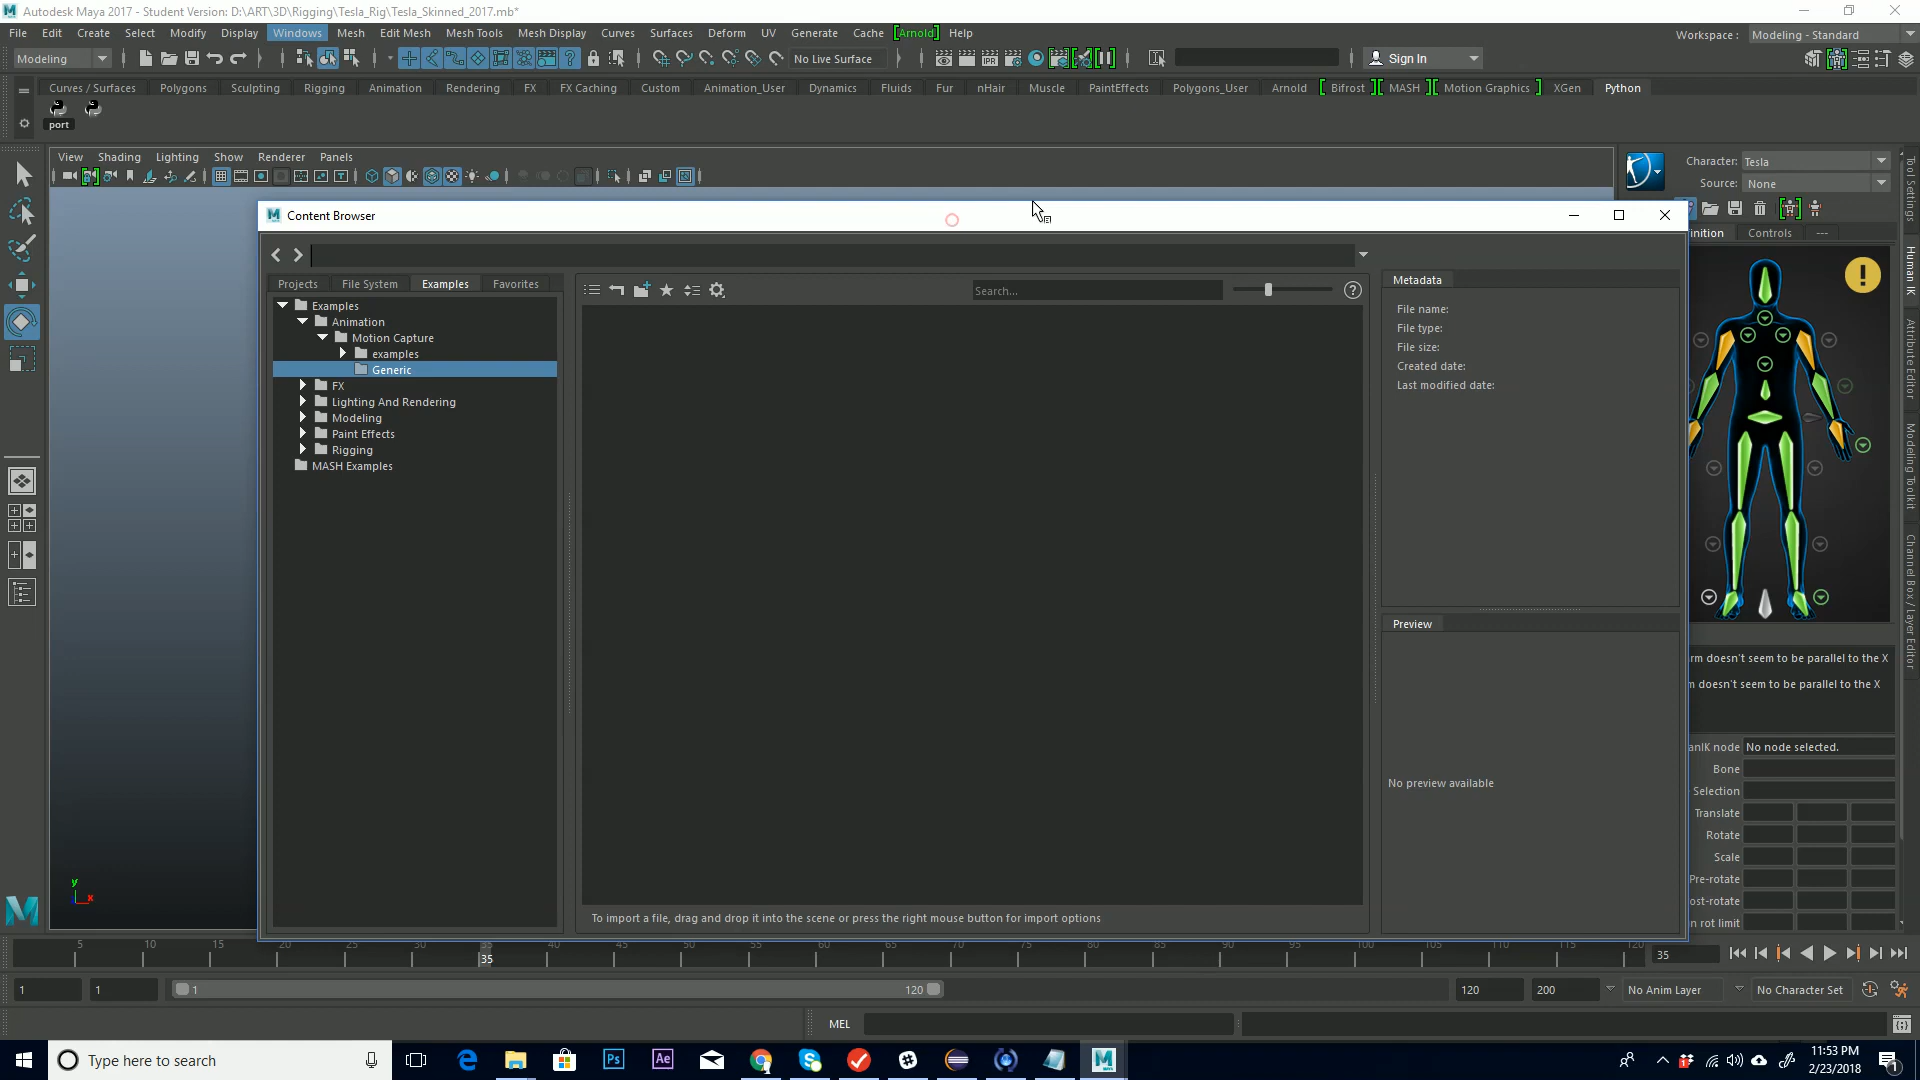 Autodesk Maya 2017 - Student Version: D:\ART\3D\Rigging\Tesla_Rig\Tesla_Skinned_2017.mb*
File Edit Create Select Modify Display Windows Mesh Edit Mesh Mesh Tools Mesh Display Curves Surfaces Deform UV Generate Cache [Arnold] Help
Workspace : Modeling - Standard
Modeling
No Live Surface
Sign In
Curves / Surfaces Polygons Sculpting Rigging Animation Rendering FX FX Caching Custom Animation_User Dynamics Fluids Fur nHair Muscle PaintEffects Polygons_User Arnold Bifrost MASH Motion Graphics XGen Python
port
View Shading Lighting Show Renderer Panels
Character: Tesla
Source: None
Content Browser
inition Controls ---
Projects File System Examples Favorites
Search...
Examples
Animation
Motion Capture
examples
Generic
FX
Lighting And Rendering
Modeling
Paint Effects
Rigging
MASH Examples
Metadata
File name:
File type:
File size:
Created date:
Last modified date:
Preview
No preview available
To import a file, drag and drop it into the scene or press the right mouse button for import options
Tool Settings
Human IK
Attribute Editor
Modeling Toolkit
Channel Box / Layer Editor
rm doesn't seem to be parallel to the X
m doesn't seem to be parallel to the X
anIK node No node selected.
Bone
Selection
Translate
Rotate
Scale
Pre-rotate
ost-rotate
n rot limit
y
x
5 10 15 20 25 30 35 40 45 50 55 60 65 70 75 80 85 90 95 100 105 110 115 120
35
35
1 1 1 120 120 200 No Anim Layer No Character Set
MEL
Type here to search
Ps
Ae
11:53 PM
2/23/2018
1